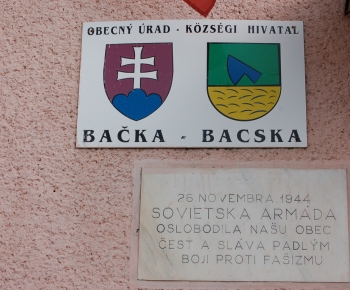 OBECNÝ ÚRAD - KÖZSÉGI HIVATAL
BAČKA - BACSKA
26 NOVEMBRA 1944
SOVIETSKA ARMÁDA
OSLOBODILA NAŠU OBEC
ČEST A SLÁVA PADLÝM
BOJI PROTI FAŠIZMU